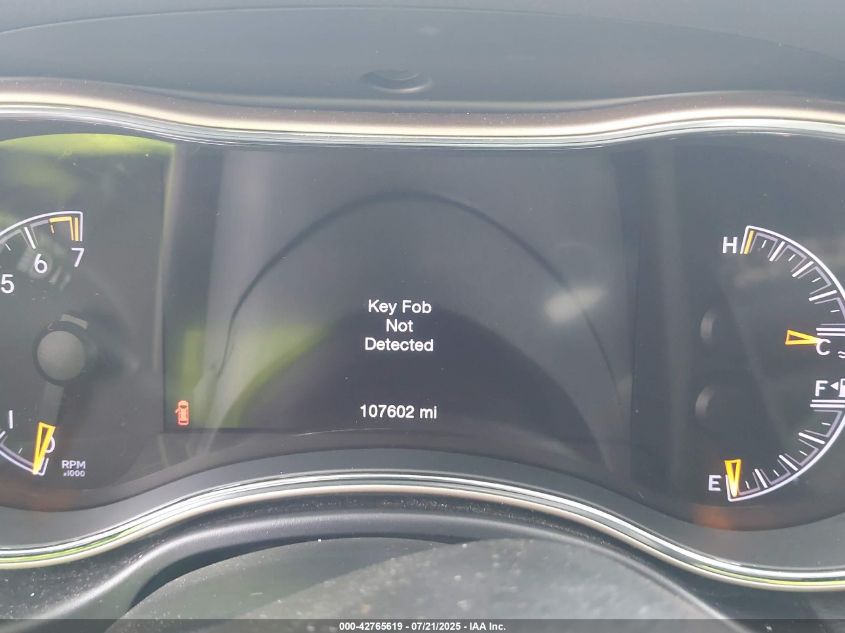 5 6 7
1 0
RPM
x1000
Key Fob
Not
Detected
107602 mi
H
C
F
E
000-42765619 - 07/21/2025 - IAA Inc.